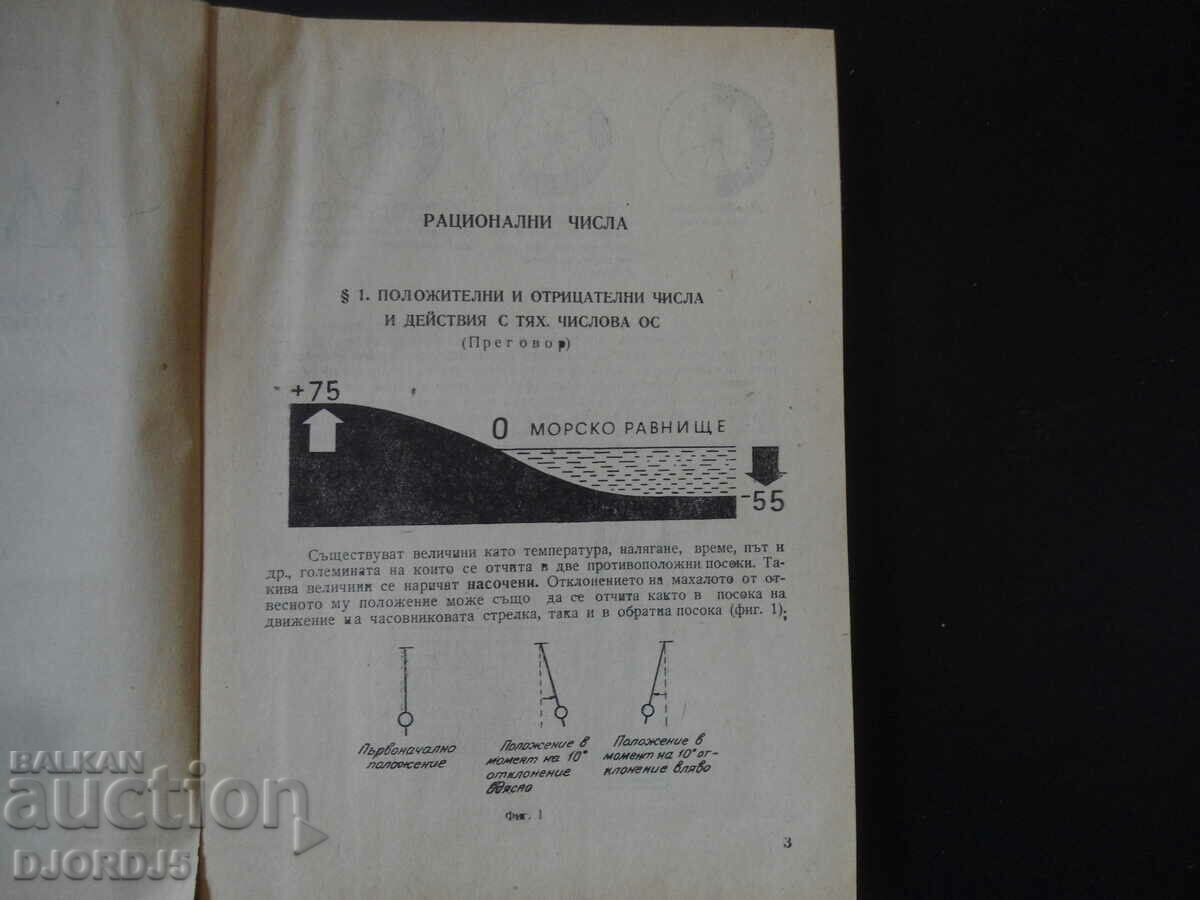 РАЦИОНАЛНИ ЧИСЛА
§ 1. ПОЛОЖИТЕЛНИ И ОТРИЦАТЕЛНИ ЧИСЛА
И ДЕЙСТВИЯ С ТЯХ. ЧИСЛОВА ОС
(Преговор)
+75
0 МОРСКО РАВНИЩЕ
-55
Съществуват величини като температура, налягане, време, път и
др., големината на които се отчита в две противоположни посоки. Та-
кива величини се наричат насочени. Отклонението на махалото от от-
весното му положение може също да се отчита както в посока на
движение на часовниковата стрелка, така и в обратна посока (фиг. 1);
Първоначално
положение
Положение в
момент на 10°
отклонение
вдясно
Положение в
момент на 10° от-
клонение вляво
Фиг. 1
3
BALKAN
auction
DJORDJ5